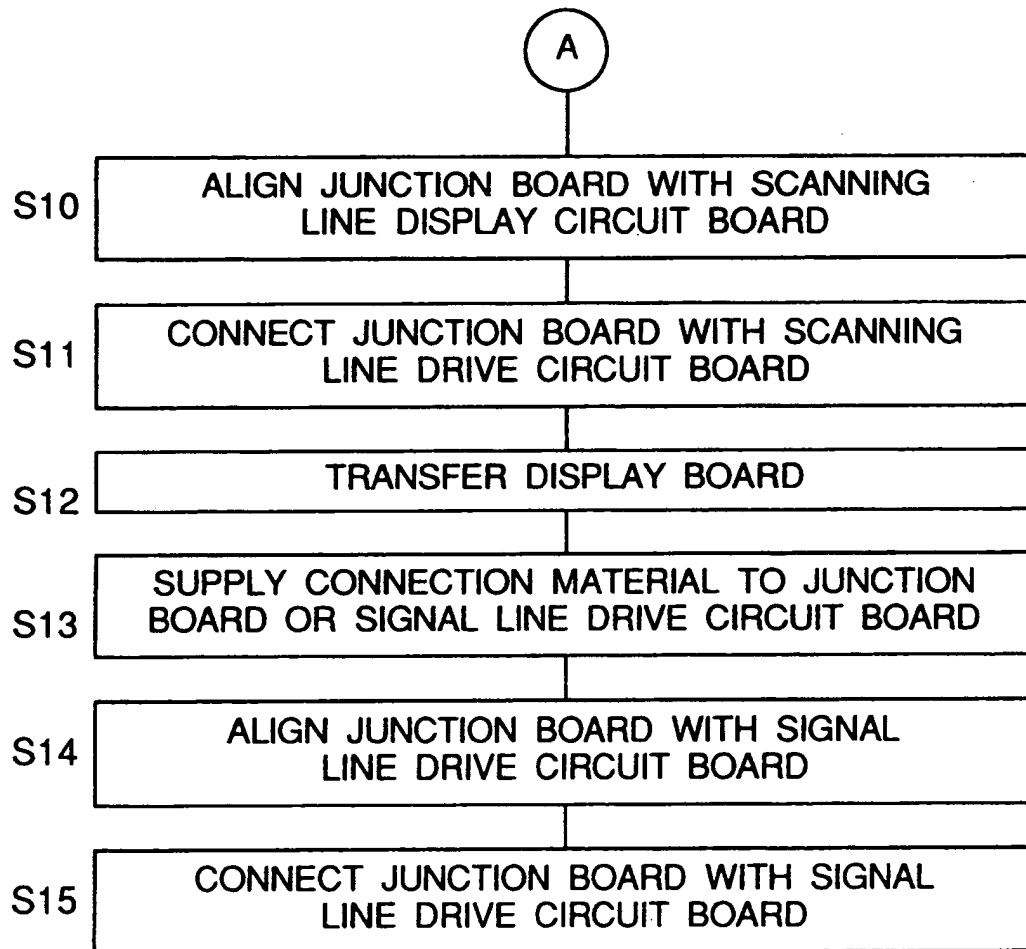 A
S10
ALIGN JUNCTION BOARD WITH SCANNING
LINE DISPLAY CIRCUIT BOARD
S11
CONNECT JUNCTION BOARD WITH SCANNING
LINE DRIVE CIRCUIT BOARD
S12
TRANSFER DISPLAY BOARD
S13
SUPPLY CONNECTION MATERIAL TO JUNCTION
BOARD OR SIGNAL LINE DRIVE CIRCUIT BOARD
S14
ALIGN JUNCTION BOARD WITH SIGNAL
LINE DRIVE CIRCUIT BOARD
S15
CONNECT JUNCTION BOARD WITH SIGNAL
LINE DRIVE CIRCUIT BOARD